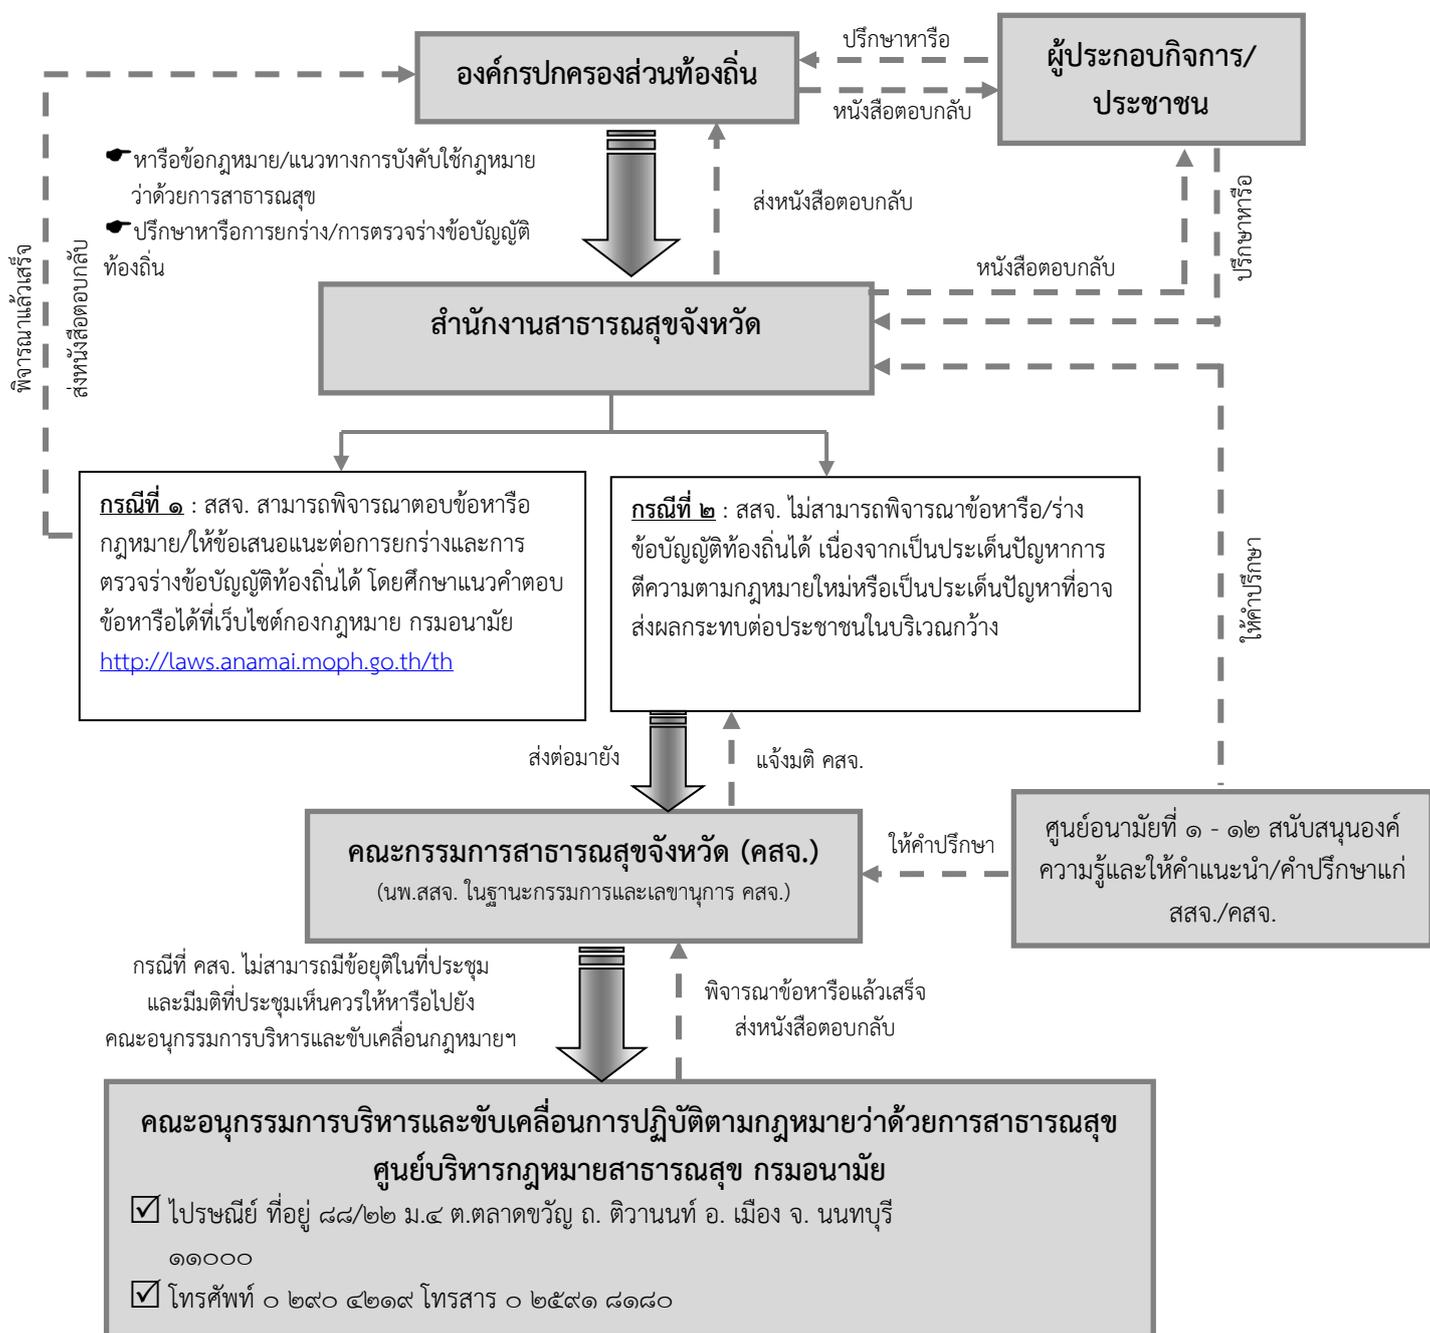 องค์กรปกครองส่วนท้องถิ่น
ปรึกษาหารือ
หนังสือตอบกลับ
ผู้ประกอบกิจการ/
ประชาชน
หารือข้อกฎหมาย/แนวทางการบังคับใช้กฎหมาย
ว่าด้วยการสาธารณสุข
ปรึกษาหารือการยกร่าง/การตรวจร่างข้อบัญญัติ
ท้องถิ่น
ส่งหนังสือตอบกลับ
ปรึกษาหารือ
หนังสือตอบกลับ
พิจารณาแล้วเสร็จ
ส่งหนังสือตอบกลับ
สำนักงานสาธารณสุขจังหวัด
กรณีที่ ๑ : สสจ. สามารถพิจารณาตอบข้อหารือ
กฎหมาย/ให้ข้อเสนอแนะต่อการยกร่างและการ
ตรวจร่างข้อบัญญัติท้องถิ่นได้ โดยศึกษาแนวคำตอบ
ข้อหารือได้ที่เว็บไซต์กองกฎหมาย กรมอนามัย
http://laws.anamai.moph.go.th/th
กรณีที่ ๒ : สสจ. ไม่สามารถพิจารณาข้อหารือ/ร่าง
ข้อบัญญัติท้องถิ่นได้ เนื่องจากเป็นประเด็นปัญหาการ
ตีความตามกฎหมายใหม่หรือเป็นประเด็นปัญหาที่อาจ
ส่งผลกระทบต่อประชาชนในบริเวณกว้าง
ให้คำปรึกษา
ส่งต่อมายัง
แจ้งมติ คสจ.
คณะกรรมการสาธารณสุขจังหวัด (คสจ.)
(นพ.สสจ. ในฐานะกรรมการและเลขานุการ คสจ.)
ให้คำปรึกษา
ศูนย์อนามัยที่ ๑ - ๑๒ สนับสนุนองค์
ความรู้และให้คำแนะนำ/คำปรึกษาแก่
สสจ./คสจ.
กรณีที่ คสจ. ไม่สามารถมีข้อยุติในที่ประชุม
และมีมติที่ประชุมเห็นควรให้หารือไปยัง
คณะอนุกรรมการบริหารและขับเคลื่อนกฎหมายฯ
พิจารณาข้อหารือแล้วเสร็จ
ส่งหนังสือตอบกลับ
คณะอนุกรรมการบริหารและขับเคลื่อนการปฏิบัติตามกฎหมายว่าด้วยการสาธารณสุข
ศูนย์บริหารกฎหมายสาธารณสุข กรมอนามัย
ไปรษณีย์ ที่อยู่ ๘๘/๒๒ ม.๔ ต.ตลาดขวัญ ถ. ติวานนท์ อ. เมือง จ. นนทบุรี
๑๑๐๐๐
โทรศัพท์ ๐ ๒๙๐ ๔๒๑๙ โทรสาร ๐ ๒๕๙๑ ๘๑๘๐